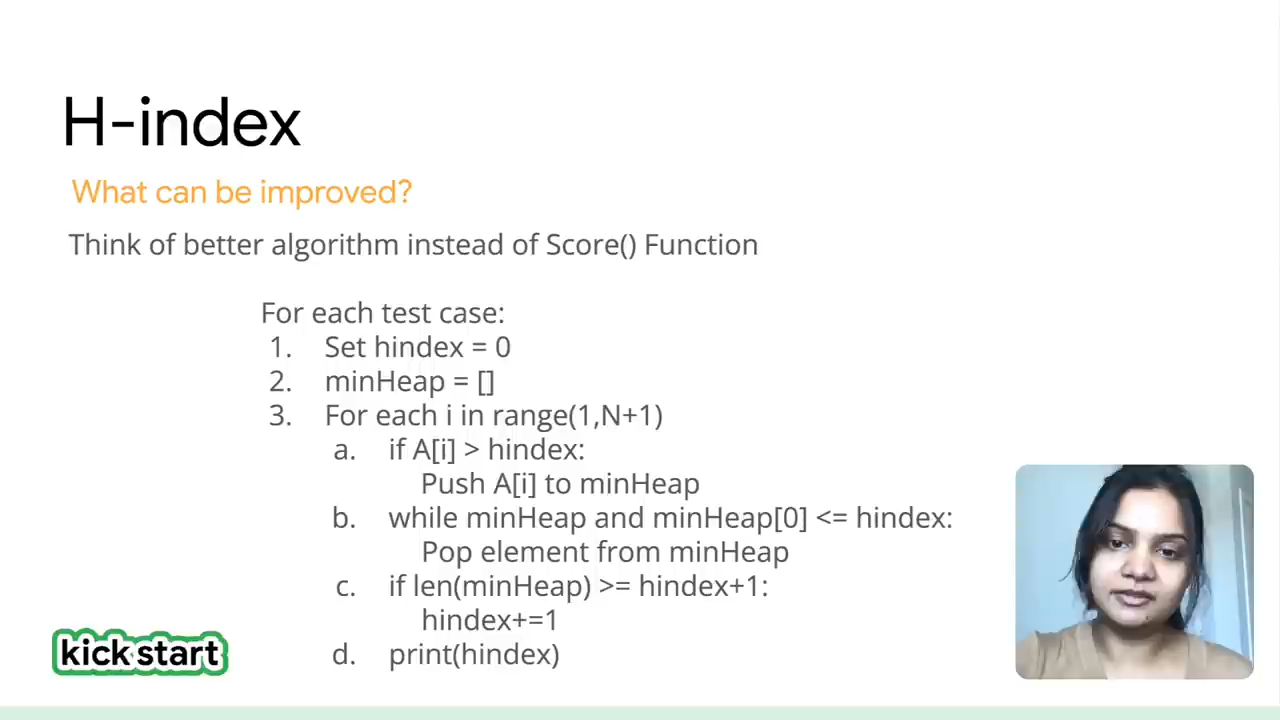 H-index
What can be improved?
Think of better algorithm instead of Score() Function
For each test case:
1. Set hindex = 0
2. minHeap = []
3. For each i in range(1,N+1)
a. if A[i] > hindex:
Push A[i] to minHeap
b. while minHeap and minHeap[0] <= hindex:
Pop element from minHeap
c. if len(minHeap) >= hindex+1:
hindex+=1
d. print(hindex)
kick start